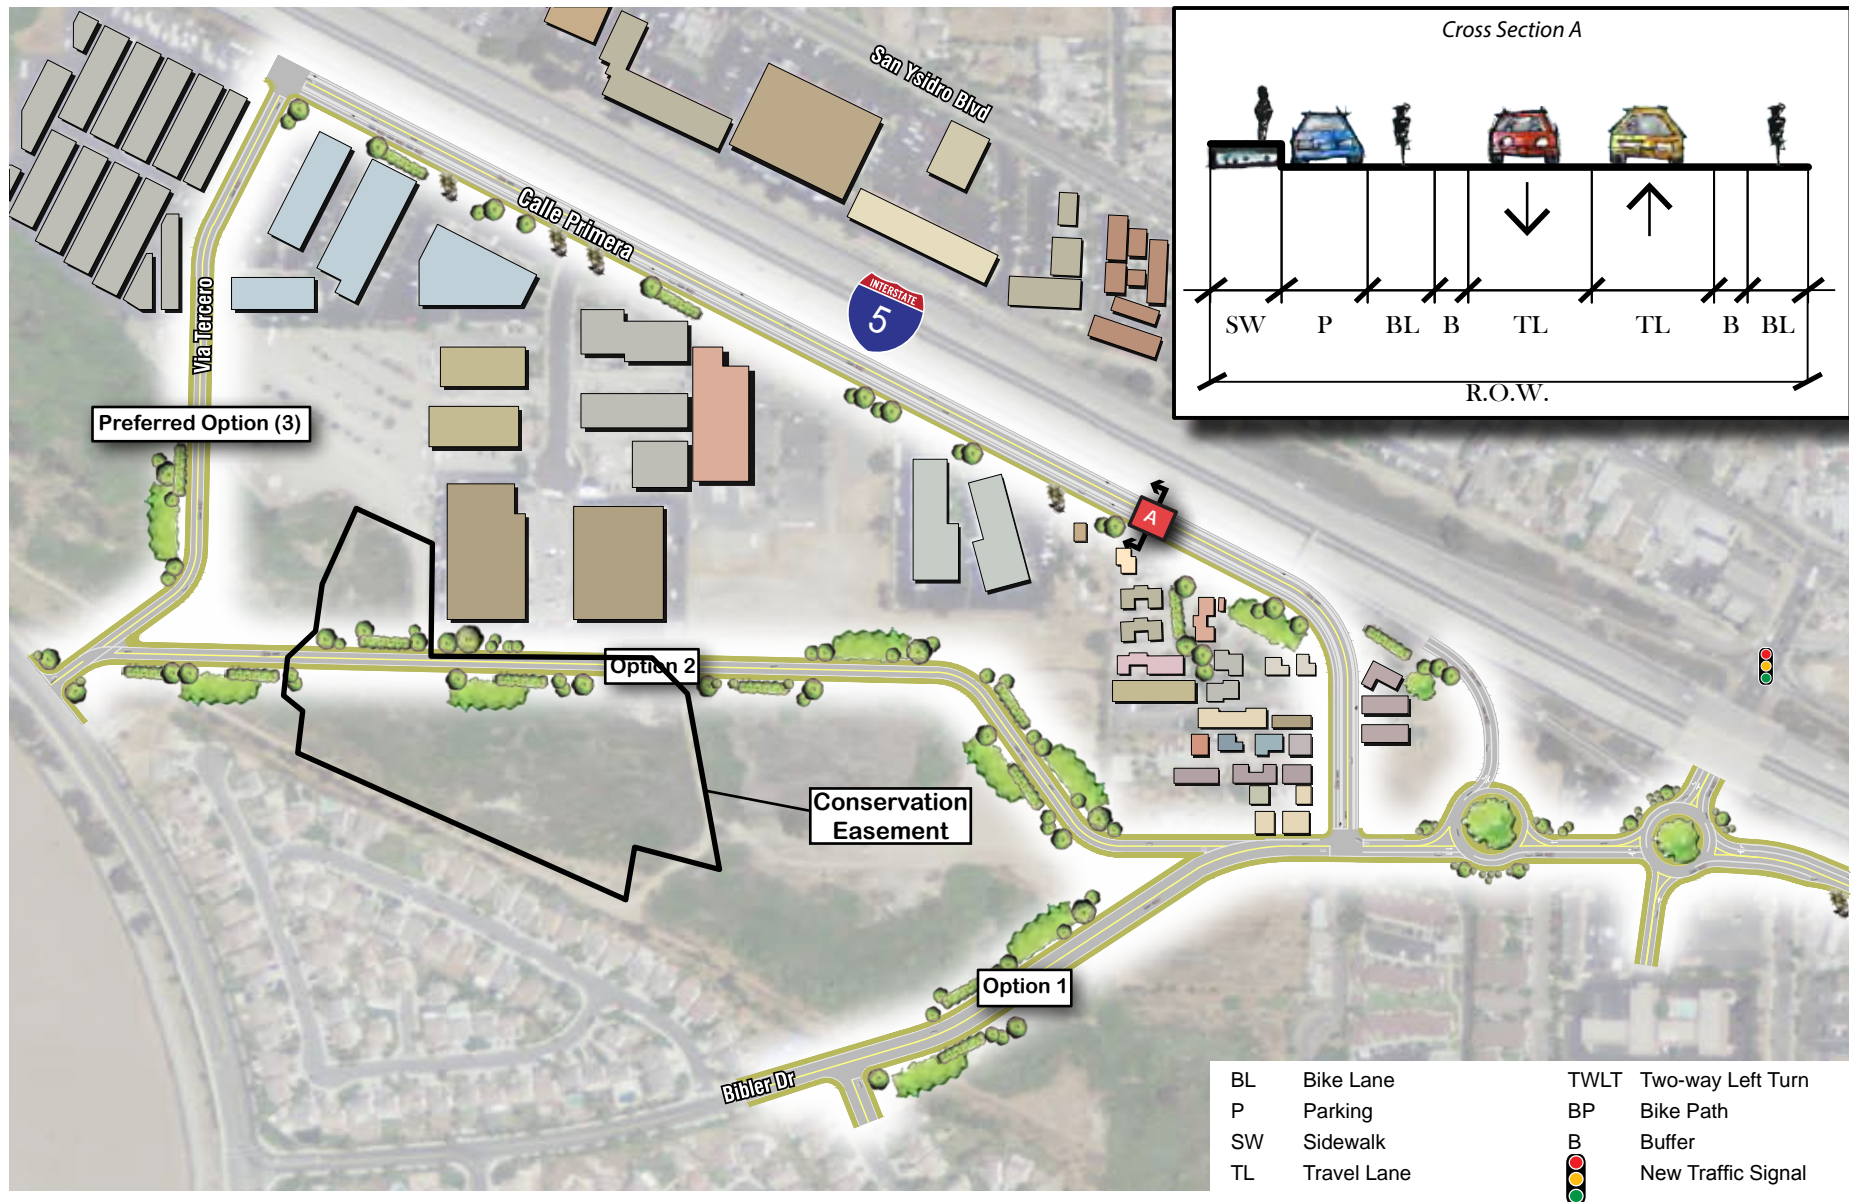 Cross Section A
SW P BL B TL TL B BL
R.O.W.
San Ysidro Blvd
Calle Primera
INTERSTATE
5
Via Tercero
Preferred Option (3)
A
Option 2
Conservation
Easement
Option 1
Bibler Dr
BL Bike Lane
P Parking
SW Sidewalk
TL Travel Lane
TWLT Two-way Left Turn
BP Bike Path
B Buffer
New Traffic Signal